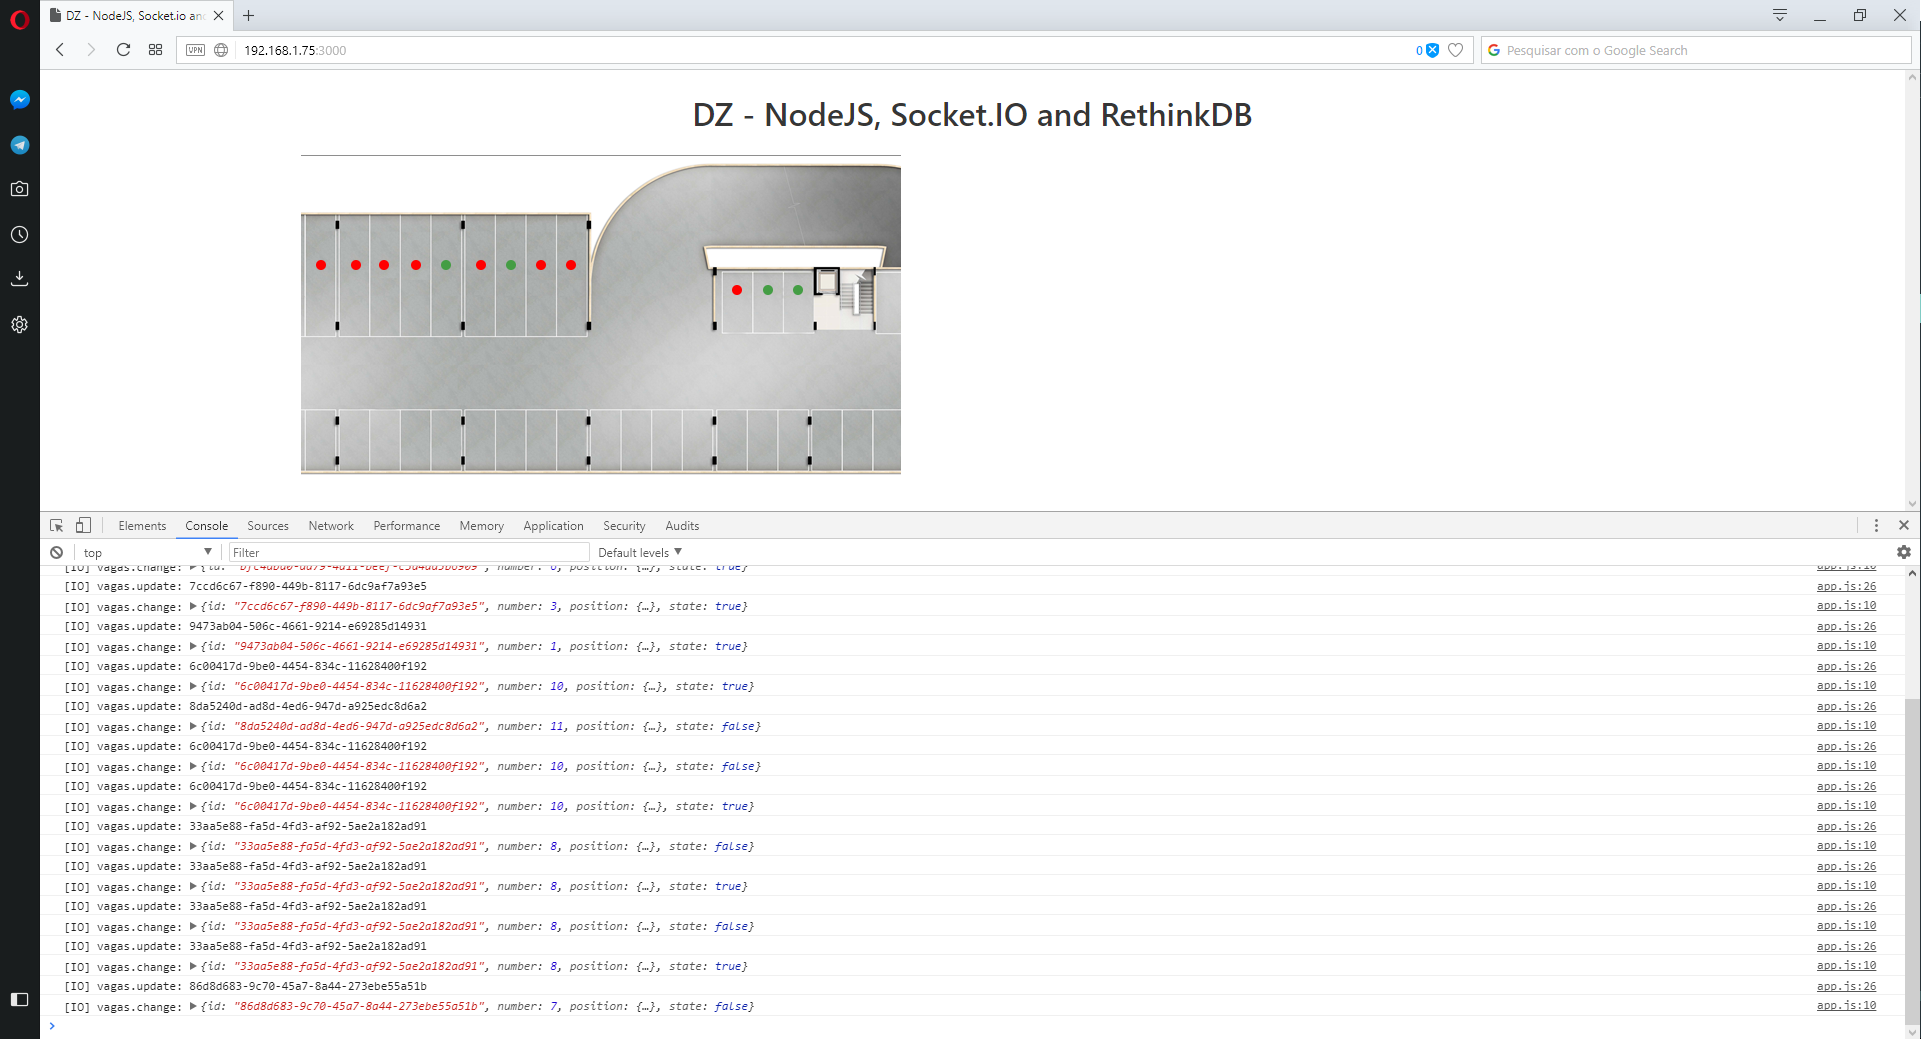 DZ - NodeJS, Socket.io and
VPN 192.168.1.75:3000
0
Pesquisar com o Google Search
DZ - NodeJS, Socket.IO and RethinkDB
Elements Console Sources Network Performance Memory Application Security Audits
top Filter Default levels
[IO] vagas.change: {id: number: position: {…}, state: true} app.js:10
[IO] vagas.update: 7ccd6c67-f890-449b-8117-6dc9af7a93e5 app.js:26
[IO] vagas.change: {id: "7ccd6c67-f890-449b-8117-6dc9af7a93e5", number: 3, position: {…}, state: true} app.js:10
[IO] vagas.update: 9473ab04-506c-4661-9214-e69285d14931 app.js:26
[IO] vagas.change: {id: "9473ab04-506c-4661-9214-e69285d14931", number: 1, position: {…}, state: true} app.js:10
[IO] vagas.update: 6c00417d-9be0-4454-834c-11628400f192 app.js:26
[IO] vagas.change: {id: "6c00417d-9be0-4454-834c-11628400f192", number: 10, position: {…}, state: true} app.js:10
[IO] vagas.update: 8da5240d-ad8d-4ed6-947d-a925edc8d6a2 app.js:26
[IO] vagas.change: {id: "8da5240d-ad8d-4ed6-947d-a925edc8d6a2", number: 11, position: {…}, state: false} app.js:10
[IO] vagas.update: 6c00417d-9be0-4454-834c-11628400f192 app.js:26
[IO] vagas.change: {id: "6c00417d-9be0-4454-834c-11628400f192", number: 10, position: {…}, state: false} app.js:10
[IO] vagas.update: 6c00417d-9be0-4454-834c-11628400f192 app.js:26
[IO] vagas.change: {id: "6c00417d-9be0-4454-834c-11628400f192", number: 10, position: {…}, state: true} app.js:10
[IO] vagas.update: 33aa5e88-fa5d-4fd3-af92-5ae2a182ad91 app.js:26
[IO] vagas.change: {id: "33aa5e88-fa5d-4fd3-af92-5ae2a182ad91", number: 8, position: {…}, state: false} app.js:10
[IO] vagas.update: 33aa5e88-fa5d-4fd3-af92-5ae2a182ad91 app.js:26
[IO] vagas.change: {id: "33aa5e88-fa5d-4fd3-af92-5ae2a182ad91", number: 8, position: {…}, state: true} app.js:10
[IO] vagas.update: 33aa5e88-fa5d-4fd3-af92-5ae2a182ad91 app.js:26
[IO] vagas.change: {id: "33aa5e88-fa5d-4fd3-af92-5ae2a182ad91", number: 8, position: {…}, state: false} app.js:10
[IO] vagas.update: 33aa5e88-fa5d-4fd3-af92-5ae2a182ad91 app.js:26
[IO] vagas.change: {id: "33aa5e88-fa5d-4fd3-af92-5ae2a182ad91", number: 8, position: {…}, state: true} app.js:10
[IO] vagas.update: 86d8d683-9c70-45a7-8a44-273ebe55a51b app.js:26
[IO] vagas.change: {id: "86d8d683-9c70-45a7-8a44-273ebe55a51b", number: 7, position: {…}, state: false} app.js:10